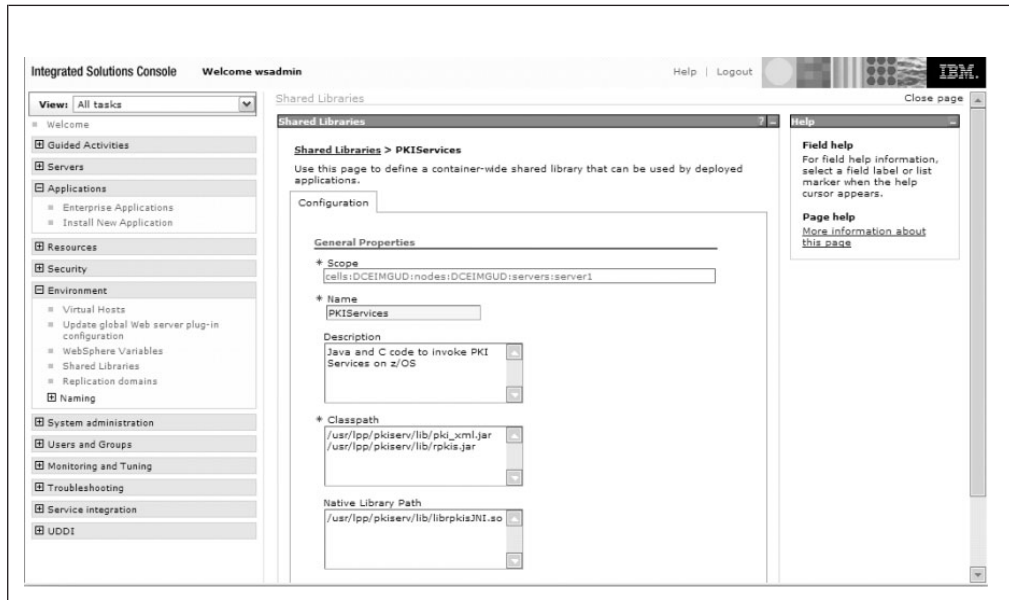 Integrated Solutions Console Welcome wsadmin
Help | Logout
IBM.
View: All tasks
Welcome
Guided Activities
Servers
Applications
Enterprise Applications
Install New Application
Resources
Security
Environment
Virtual Hosts
Update global Web server plug-in
configuration
WebSphere Variables
Shared Libraries
Replication domains
Naming
System administration
Users and Groups
Monitoring and Tuning
Troubleshooting
Service integration
UDDI
Shared Libraries
Close page
Shared Libraries
? -
Shared Libraries > PKIServices
Use this page to define a container-wide shared library that can be used by deployed
applications.
Configuration
General Properties
* Scope
cells:DCEIMGUD:nodes:DCEIMGUD:servers:server1
* Name
PKIServices
Description
Java and C code to invoke PKI
Services on z/OS
* Classpath
/usr/lpp/pkiserv/lib/pki_xml.jar
/usr/lpp/pkiserv/lib/rpkis.jar
Native Library Path
/usr/lpp/pkiserv/lib/librpkisJNI.so
Help
Field help
For field help information,
select a field label or list
marker when the help
cursor appears.
Page help
More information about
this page